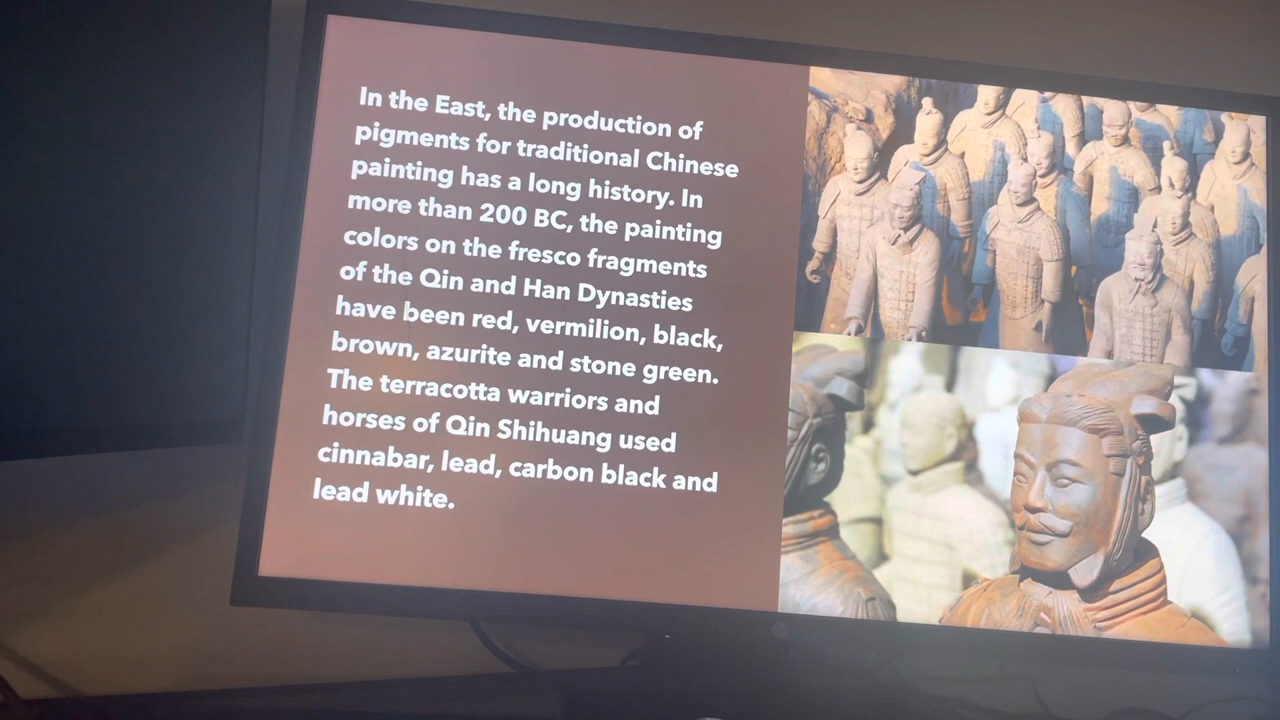 In the East, the production of
pigments for traditional Chinese
painting has a long history. In
more than 200 BC, the painting
colors on the fresco fragments
of the Qin and Han Dynasties
have been red, vermilion, black,
brown, azurite and stone green.
The terracotta warriors and
horses of Qin Shihuang used
cinnabar, lead, carbon black and
lead white.